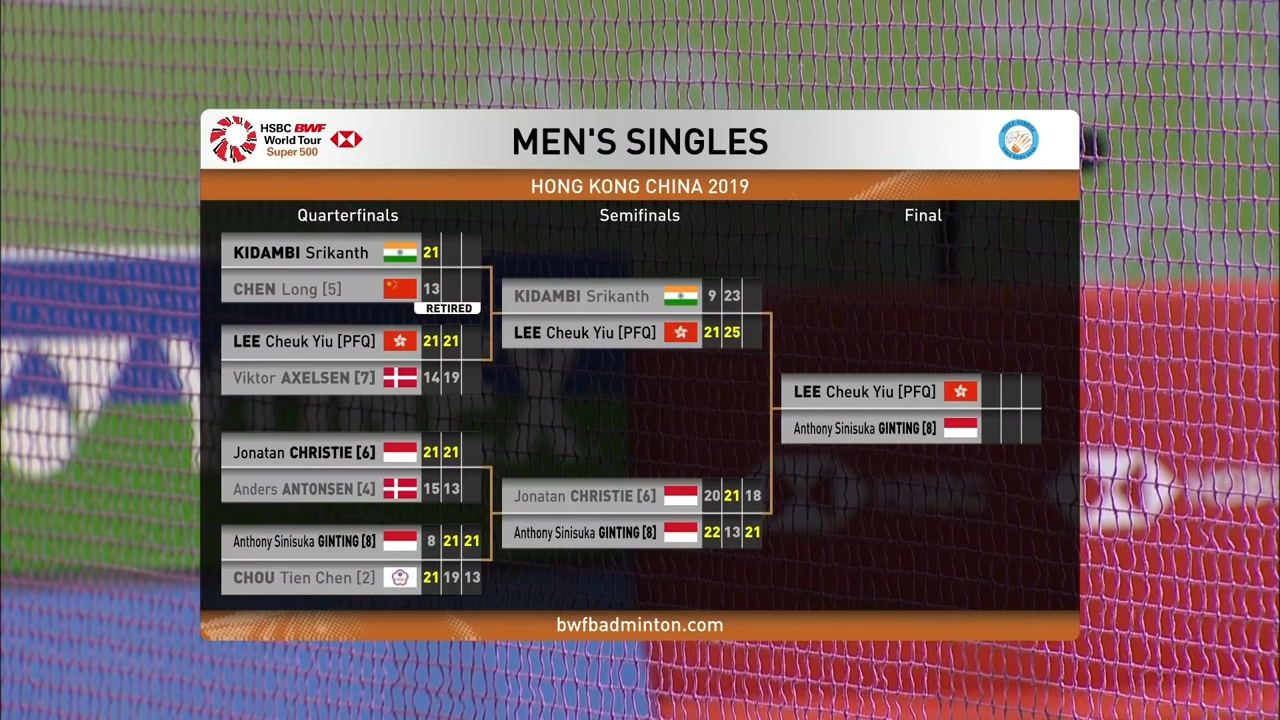 HSBC BWF
World Tour
Super 500
MEN'S SINGLES
HONG KONG CHINA 2019
Quarterfinals
Semifinals
Final
KIDAMBI Srikanth 21
CHEN Long [5] 13
RETIRED
LEE Cheuk Yiu [PFQ] 21 21
Viktor AXELSEN [7] 14 19
Jonatan CHRISTIE [6] 21 21
Anders ANTONSEN [4] 15 13
Anthony Sinisuka GINTING [8] 8 21 21
CHOU Tien Chen [2] 21 19 13
KIDAMBI Srikanth 9 23
LEE Cheuk Yiu [PFQ] 21 25
Jonatan CHRISTIE [6] 20 21 18
Anthony Sinisuka GINTING [8] 22 13 21
LEE Cheuk Yiu [PFQ]
Anthony Sinisuka GINTING [8]
bwfbadminton.com